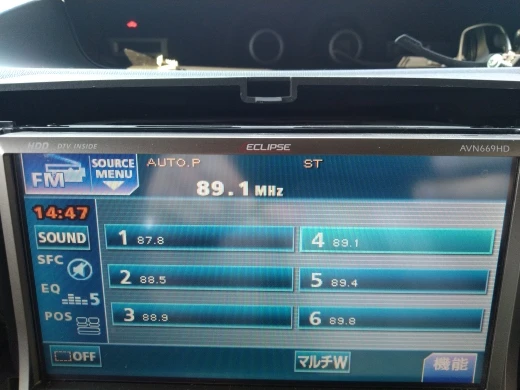 HDD DTV INSIDE ECLIPSE AVN669HD
FM SOURCE MENU AUTO.P ST
89.1 MHz
14:47
SOUND 1 87.8 4 89.1
SFC 2 88.5 5 89.4
EQ 5
POS 3 88.9 6 89.8
OFF マルチW 機能